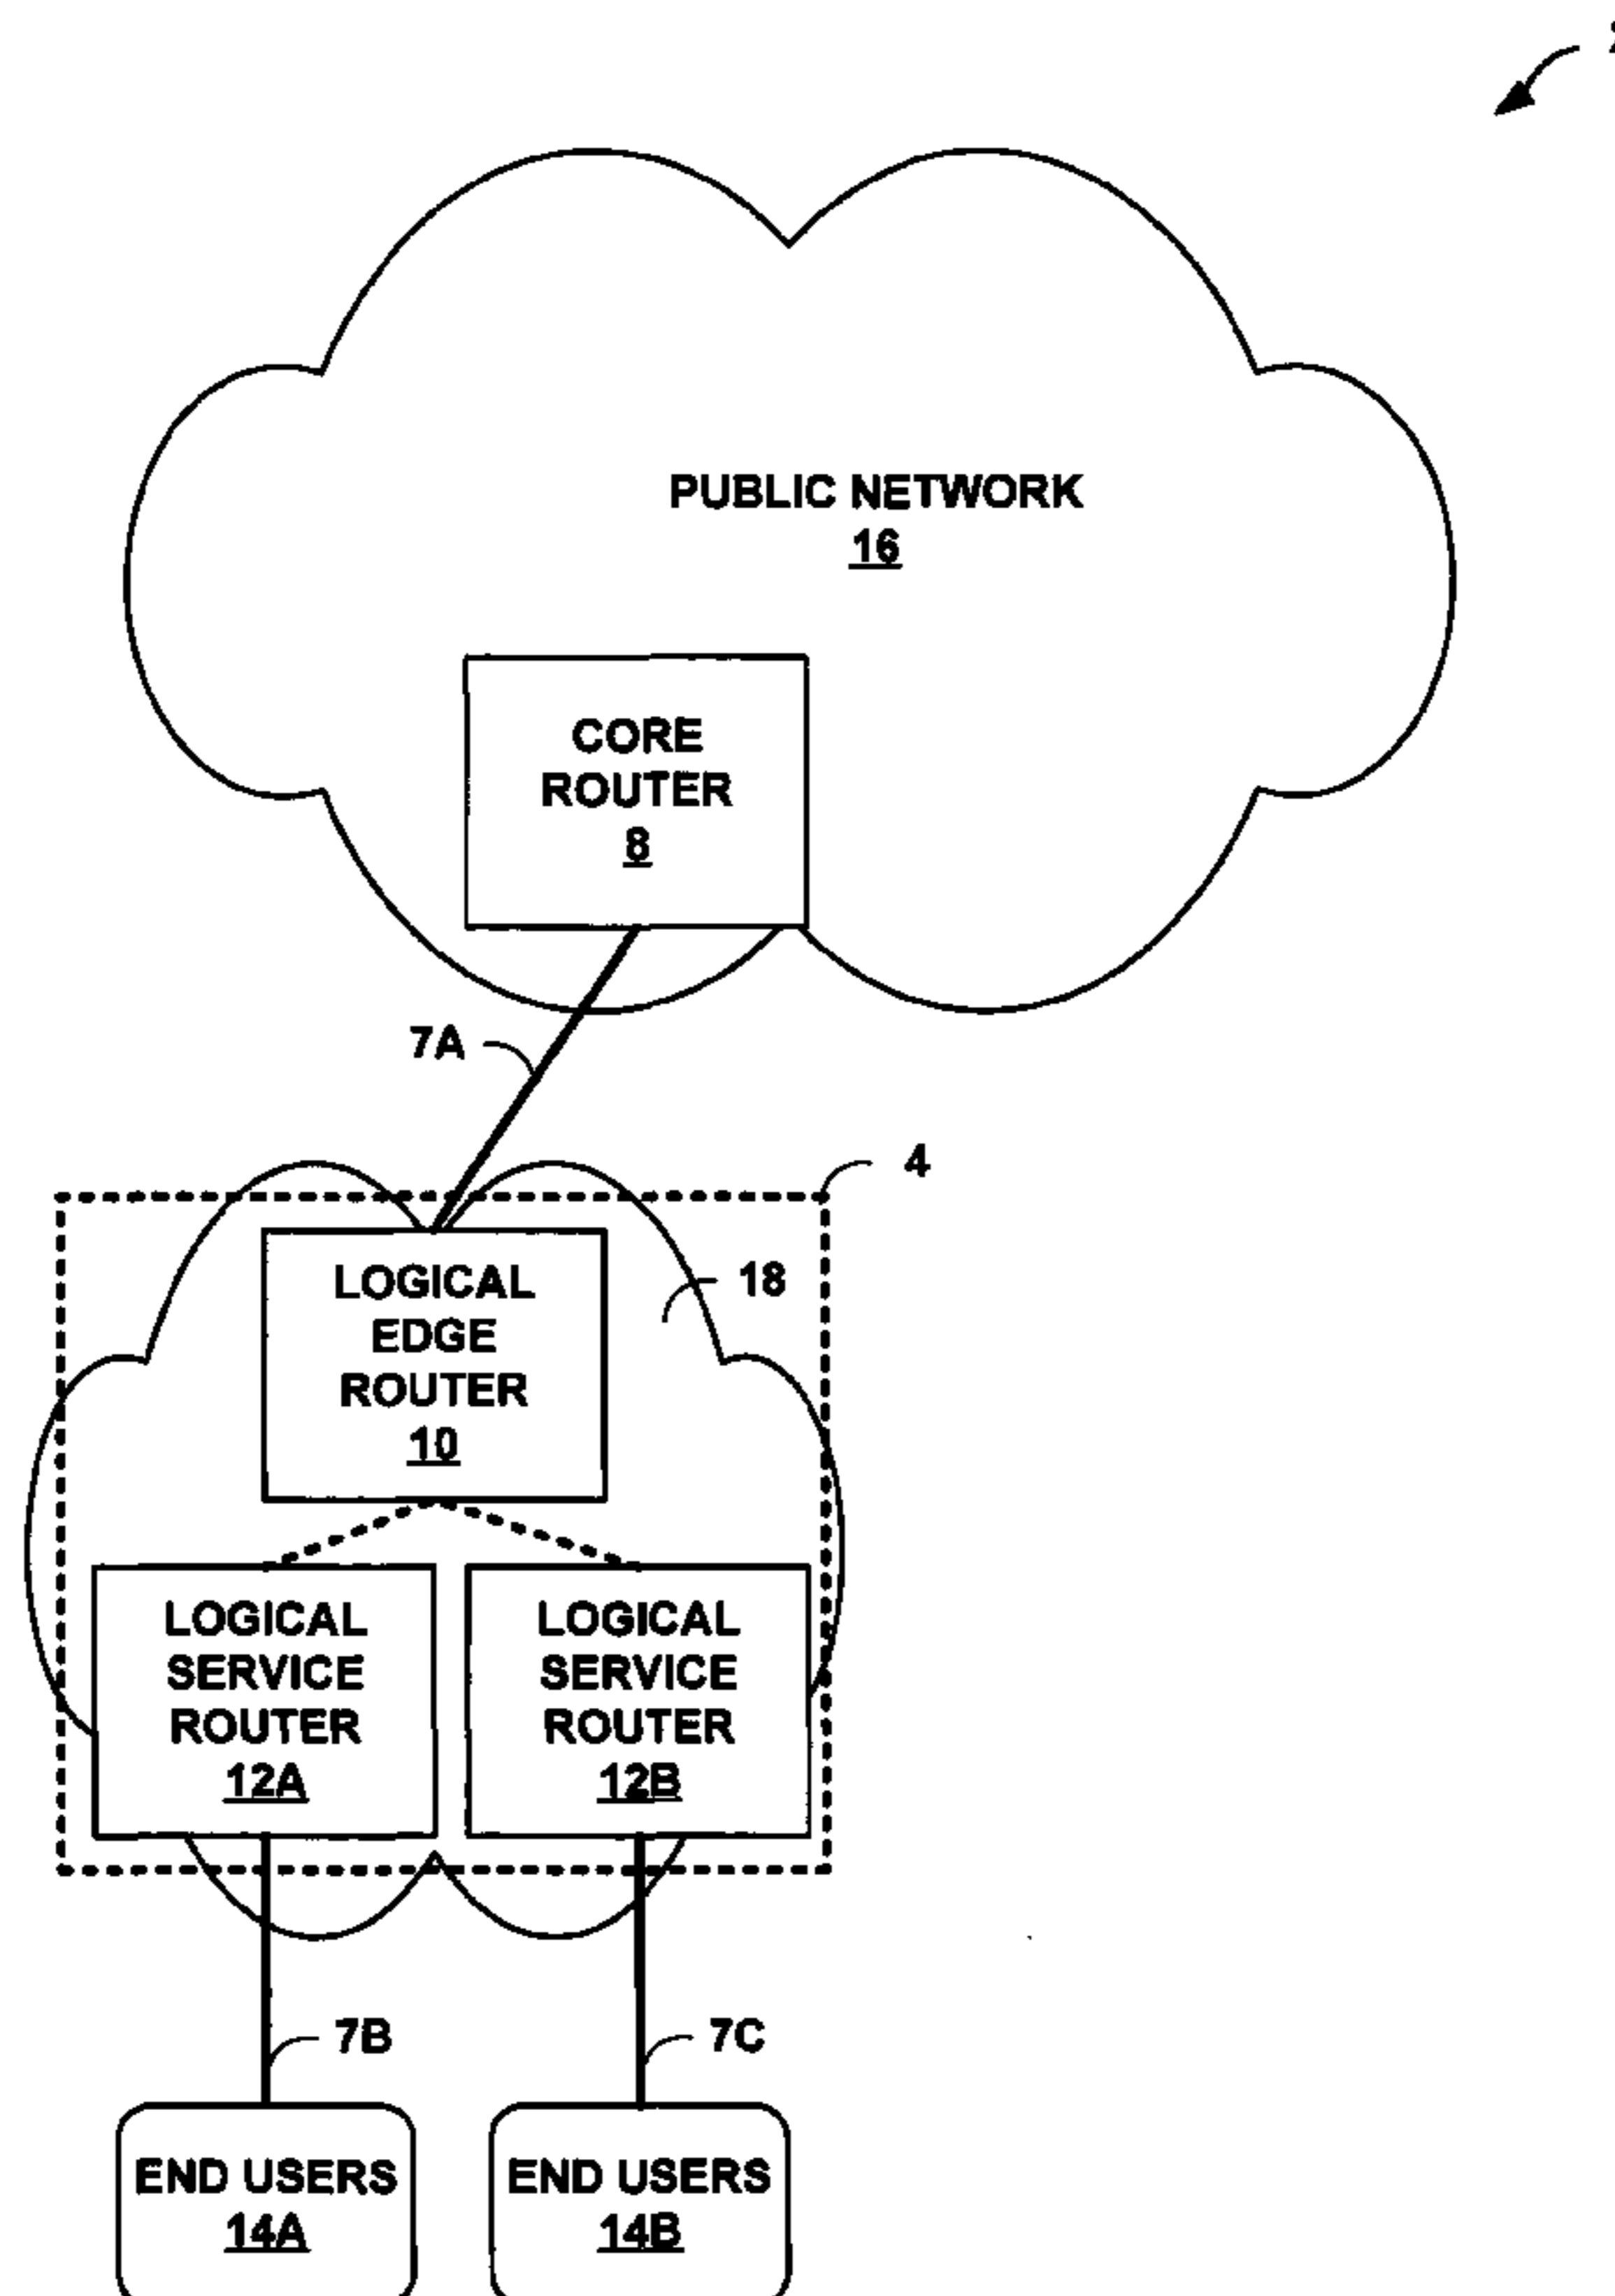 PUBLIC NETWORK
16
CORE
ROUTER
8
7A
4
LOGICAL
EDGE
ROUTER
10
18
LOGICAL
SERVICE
ROUTER
12A
LOGICAL
SERVICE
ROUTER
12B
7B
7C
END USERS
14A
END USERS
14B